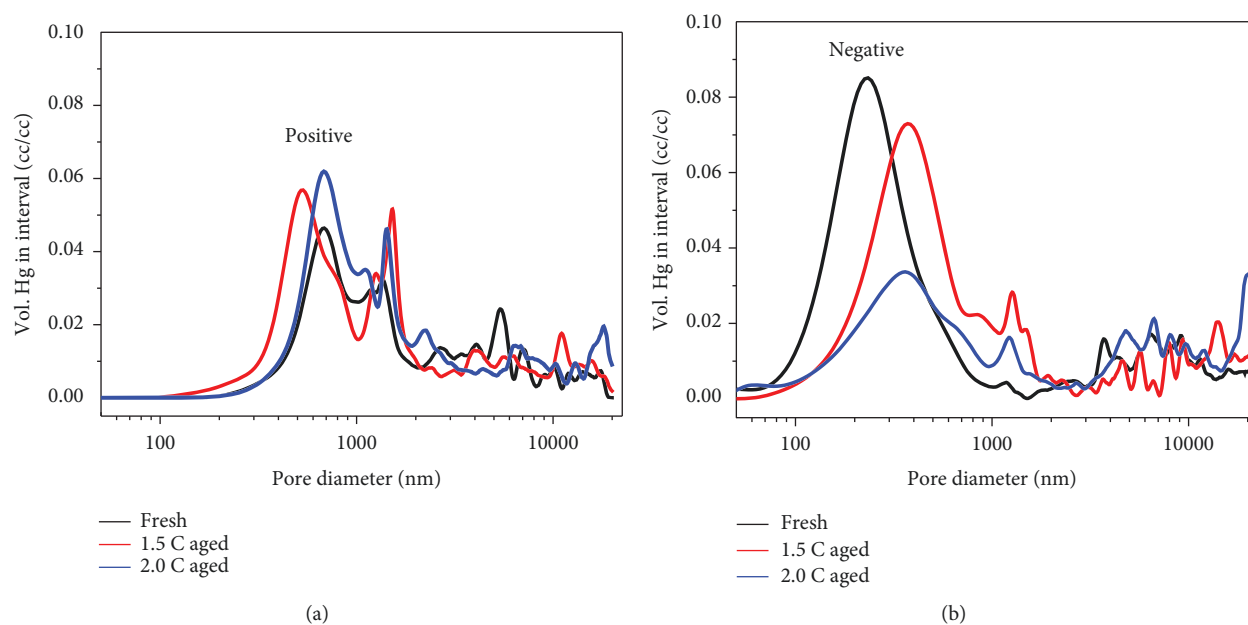 0.10
0.08
0.06
0.04
0.02
0.00
Vol. Hg in interval (cc/cc)
Positive
100
1000
10000
Pore diameter (nm)
Fresh
1.5 C aged
2.0 C aged
(a)
0.10
0.08
0.06
0.04
0.02
0.00
Vol. Hg in interval (cc/cc)
Negative
100
1000
10000
Pore diameter (nm)
Fresh
1.5 C aged
2.0 C aged
(b)